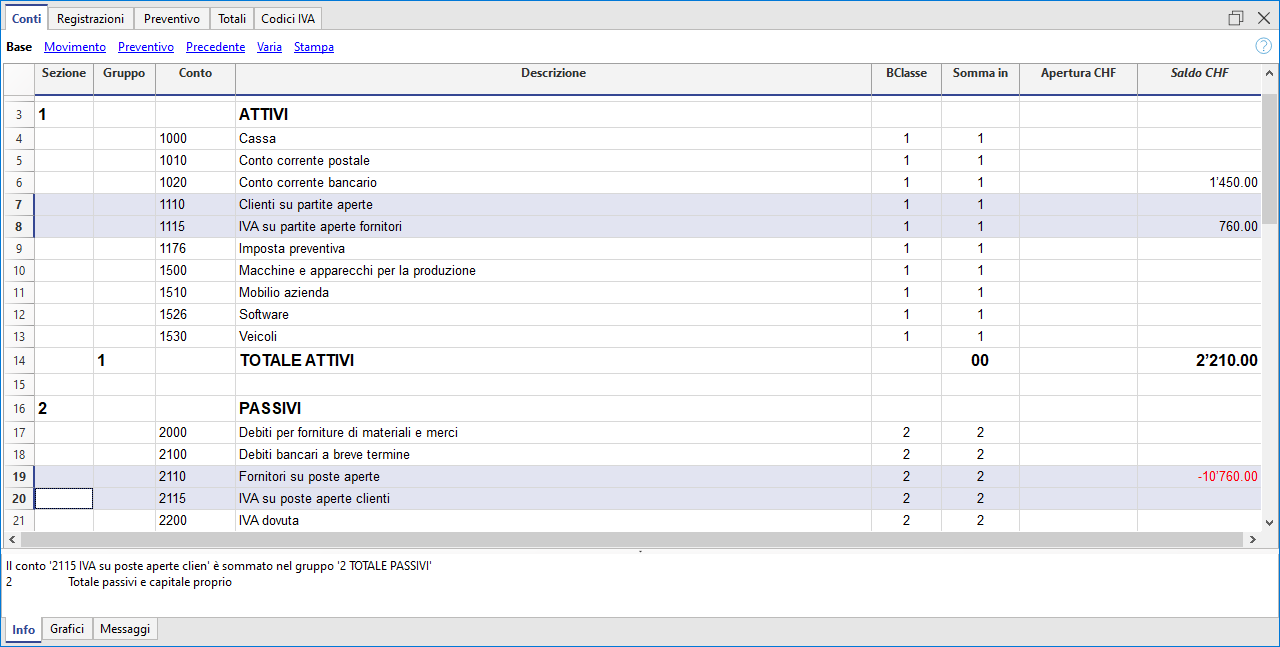 Conti Registrazioni Preventivo Totali Codici IVA
Base Movimento Preventivo Precedente Varia Stampa ?
Sezione Gruppo Conto Descrizione BClasse Somma in Apertura CHF Saldo CHF
3 1 ATTIVI
4 1000 Cassa 1 1
5 1010 Conto corrente postale 1 1
6 1020 Conto corrente bancario 1 1 1'450.00
7 1110 Clienti su partite aperte 1 1
8 1115 IVA su partite aperte fornitori 1 1 760.00
9 1176 Imposta preventiva 1 1
10 1500 Macchine e apparecchi per la produzione 1 1
11 1510 Mobilio azienda 1 1
12 1526 Software 1 1
13 1530 Veicoli 1 1
14 1 TOTALE ATTIVI 00 2'210.00
15
16 2 PASSIVI
17 2000 Debiti per forniture di materiali e merci 2 2
18 2100 Debiti bancari a breve termine 2 2
19 2110 Fornitori su poste aperte 2 2 -10'760.00
20 2115 IVA su poste aperte clienti 2 2
21 2200 IVA dovuta 2 2
Il conto '2115 IVA su poste aperte clien' è sommato nel gruppo '2 TOTALE PASSIVI'
2 Totale passivi e capitale proprio
Info Grafici Messaggi